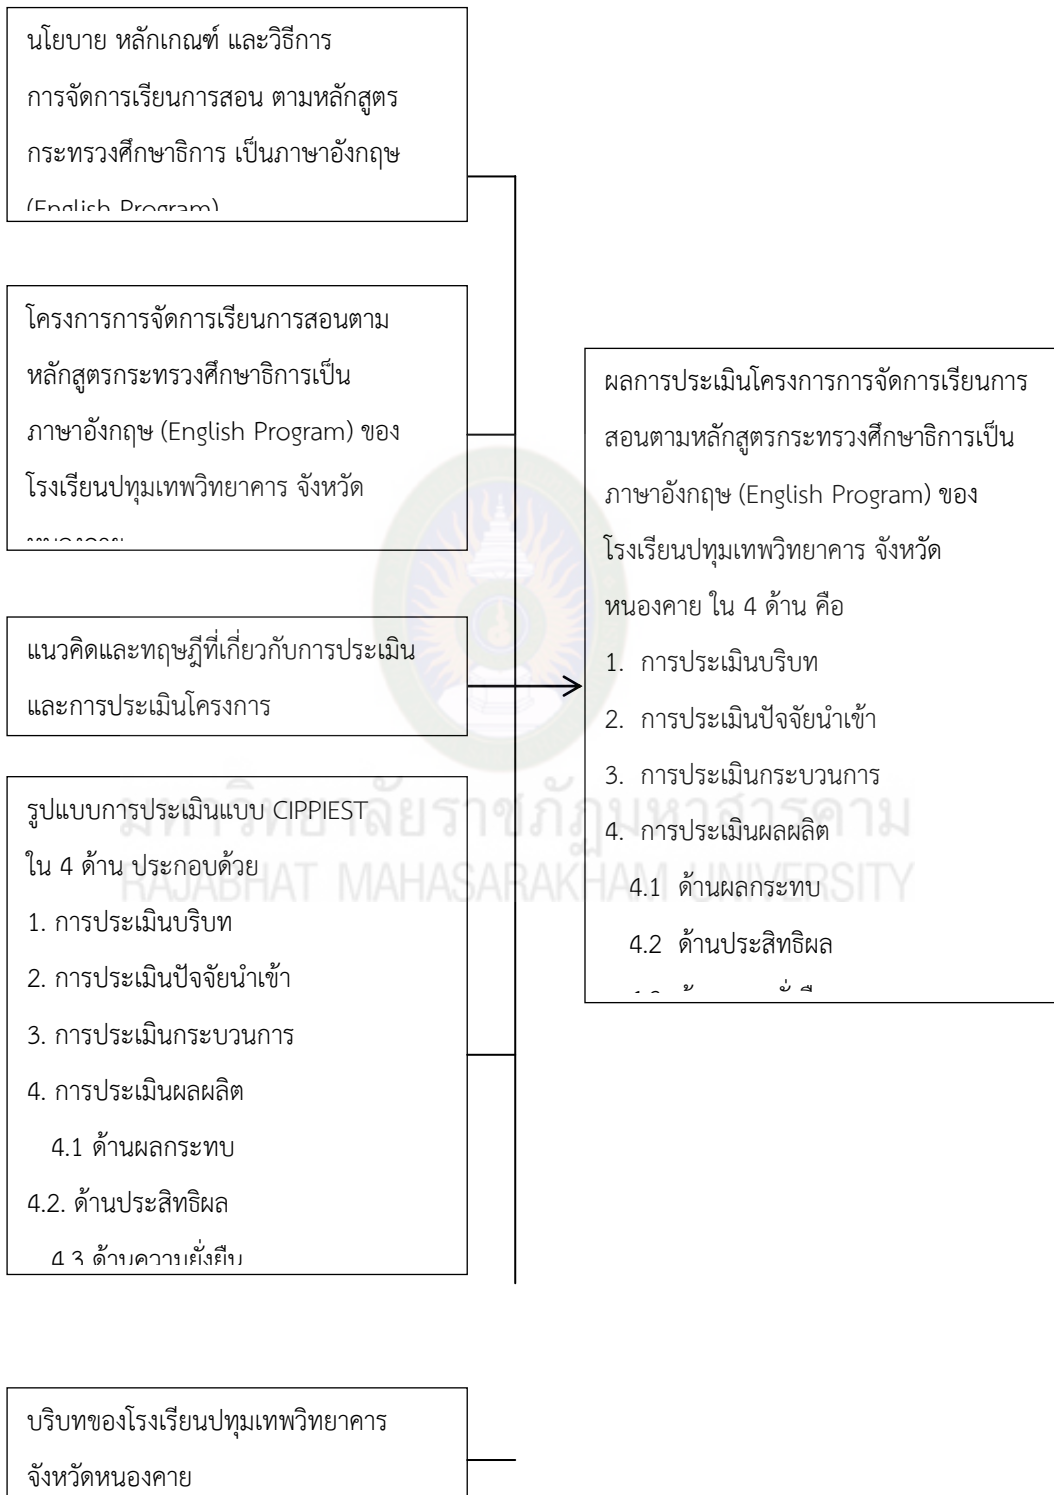 นโยบาย หลักเกณฑ์ และวิธีการ
การจัดการเรียนการสอน ตามหลักสูตร
กระทรวงศึกษาธิการ เป็นภาษาอังกฤษ
(English Program)
โครงการการจัดการเรียนการสอนตาม
หลักสูตรกระทรวงศึกษาธิการเป็น
ภาษาอังกฤษ (English Program) ของ
โรงเรียนปทุมเทพวิทยาคาร จังหวัด
แนวคิดและทฤษฎีที่เกี่ยวกับการประเมิน
และการประเมินโครงการ
รูปแบบการประเมินแบบ CIPPIEST
ใน 4 ด้าน ประกอบด้วย
1. การประเมินบริบท
2. การประเมินปัจจัยนำเข้า
3. การประเมินกระบวนการ
4. การประเมินผลผลิต
4.1 ด้านผลกระทบ
4.2. ด้านประสิทธิผล
4.3 ด้านความยั่งยืน
บริบทของโรงเรียนปทุมเทพวิทยาคาร
จังหวัดหนองคาย
ผลการประเมินโครงการการจัดการเรียนการ
สอนตามหลักสูตรกระทรวงศึกษาธิการเป็น
ภาษาอังกฤษ (English Program) ของ
โรงเรียนปทุมเทพวิทยาคาร จังหวัด
หนองคาย ใน 4 ด้าน คือ
1. การประเมินบริบท
2. การประเมินปัจจัยนำเข้า
3. การประเมินกระบวนการ
4. การประเมินผลผลิต
4.1 ด้านผลกระทบ
4.2 ด้านประสิทธิผล
มหาวิทยาลัยราชภัฏมหาสารคาม
RAJABHAT MAHASARAKHAM UNIVERSITY